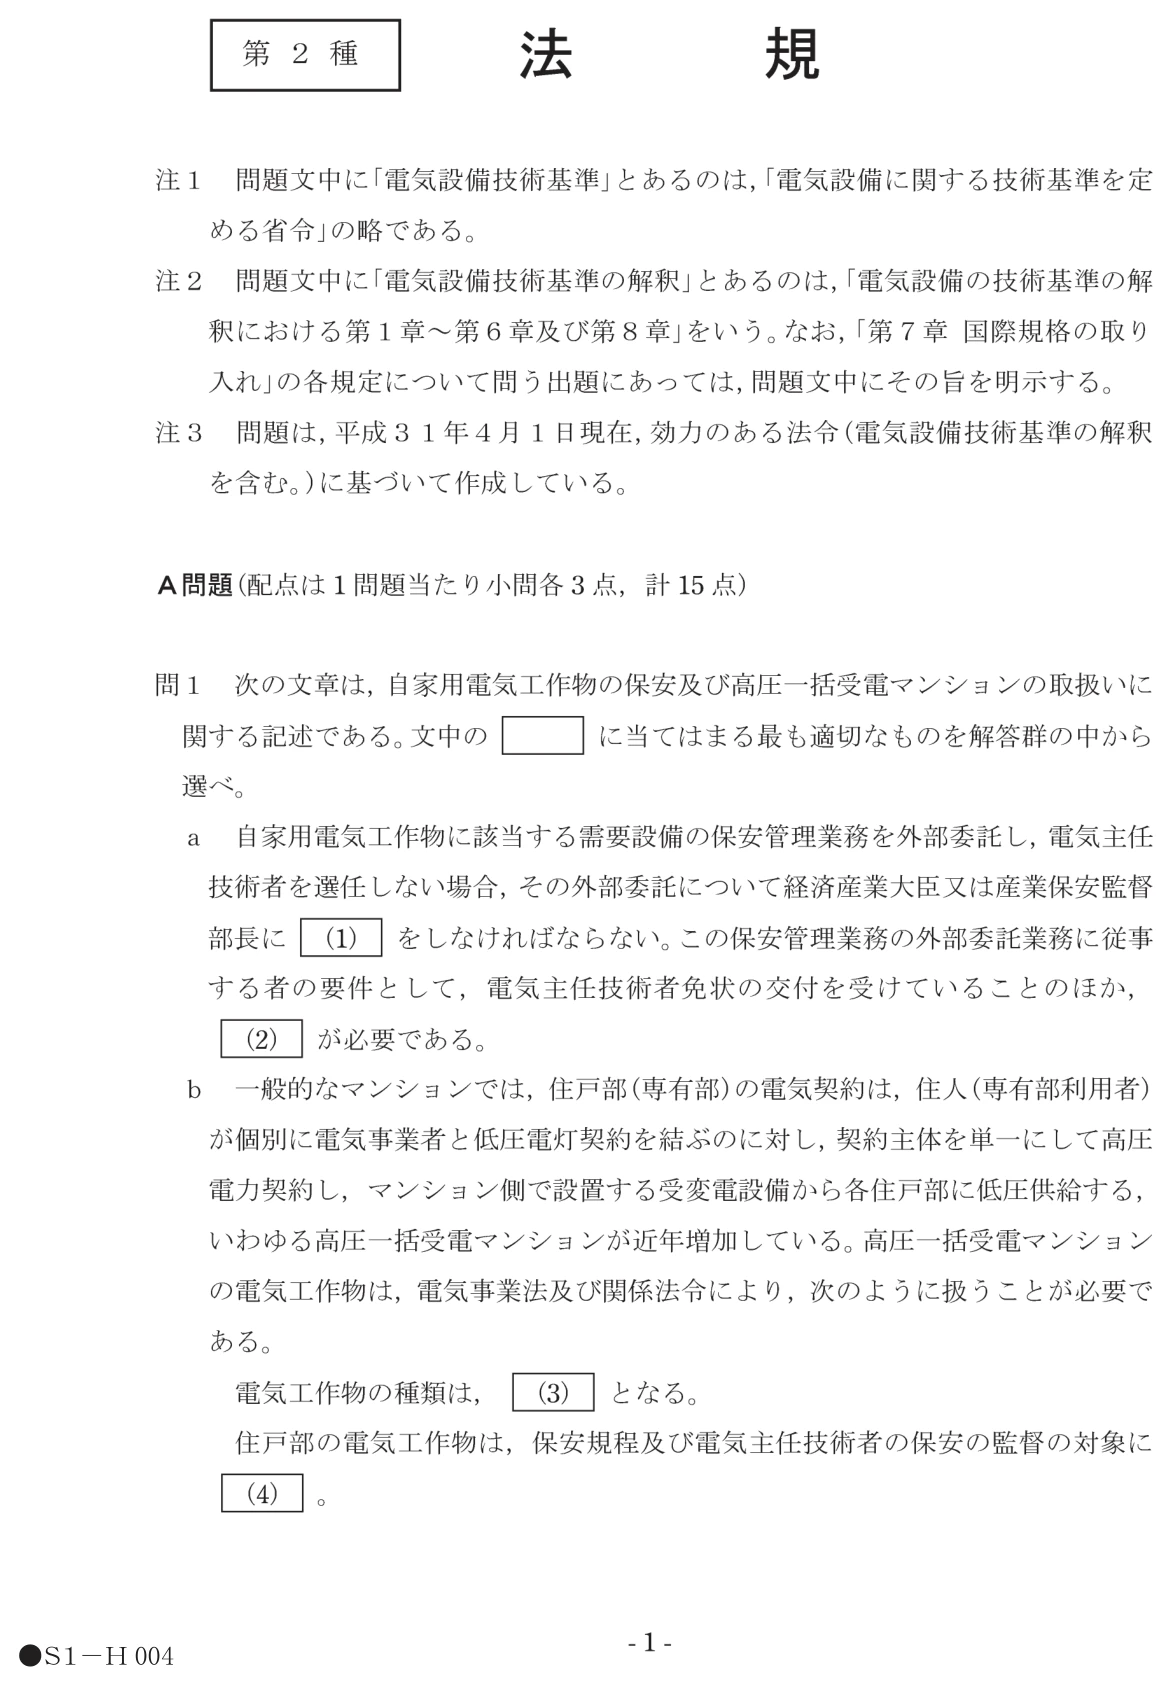 第 2 種
法 規
注1 問題文中に「電気設備技術基準」とあるのは,「電気設備に関する技術基準を定
める省令」の略である。
注2 問題文中に「電気設備技術基準の解釈」とあるのは,「電気設備の技術基準の解
釈における第1章～第6章及び第8章」をいう。なお,「第7章 国際規格の取り
入れ」の各規定について問う出題にあっては,問題文中にその旨を明示する。
注3 問題は,平成31年4月1日現在,効力のある法令(電気設備技術基準の解釈
を含む。)に基づいて作成している。
A問題(配点は1問題当たり小問各3点, 計15点)
問1 次の文章は, 自家用電気工作物の保安及び高圧一括受電マンションの取扱いに
関する記述である。文中の に当てはまる最も適切なものを解答群の中から
選べ。
a 自家用電気工作物に該当する需要設備の保安管理業務を外部委託し, 電気主任
技術者を選任しない場合, その外部委託について経済産業大臣又は産業保安監督
部長に (1) をしなければならない。この保安管理業務の外部委託業務に従事
する者の要件として, 電気主任技術者免状の交付を受けていることのほか,
(2) が必要である。
b 一般的なマンションでは, 住戸部(専有部)の電気契約は, 住人(専有部利用者)
が個別に電気事業者と低圧電灯契約を結ぶのに対し, 契約主体を単一にして高圧
電力契約し, マンション側で設置する受変電設備から各住戸部に低圧供給する,
いわゆる高圧一括受電マンションが近年増加している。高圧一括受電マンション
の電気工作物は, 電気事業法及び関係法令により, 次のように扱うことが必要で
ある。
電気工作物の種類は, (3) となる。
住戸部の電気工作物は, 保安規程及び電気主任技術者の保安の監督の対象に
(4) 。
●S1－H 004
- 1 -